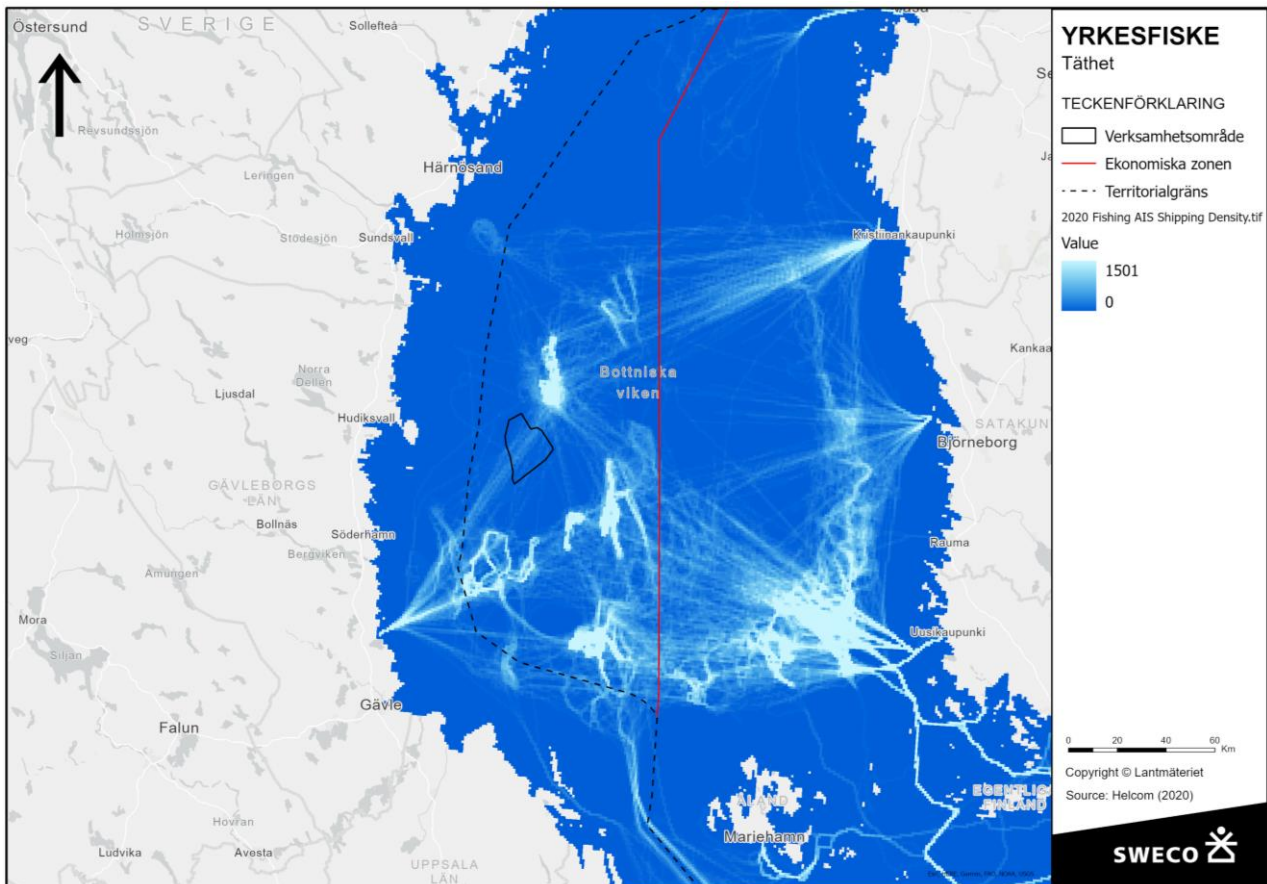 Östersund
SVERIGE
Sollefteå
Revsundssjön
Leringen
Härnösand
Holmsjön
Stödesjön
Sundsvall
Kristiinankaupunki
Norra
Dellen
Ljusdal
Hudiksvall
Bottniska
viken
Kankaa
SATAKUN
Björneborg
GÄVLEBORGS
LÄN
Bollnäs
Söderhamn
Bergviken
Amungen
Rauma
Mora
Siljan
Uusikaupunki
Gävle
Falun
Hovran
Ludvika
Avesta
UPPSALA
LÄN
ÅLAND
Mariehamn
EGENTLIGA
FINLAND
YRKESFISKE
Täthet
TECKENFÖRKLARING
Verksamhetsområde
Ekonomiska zonen
Territorialgräns
2020 Fishing AIS Shipping Density.tif
Value
1501
0
0 20 40 60
Km
Copyright © Lantmäteriet
Source: Helcom (2020)
SWECO